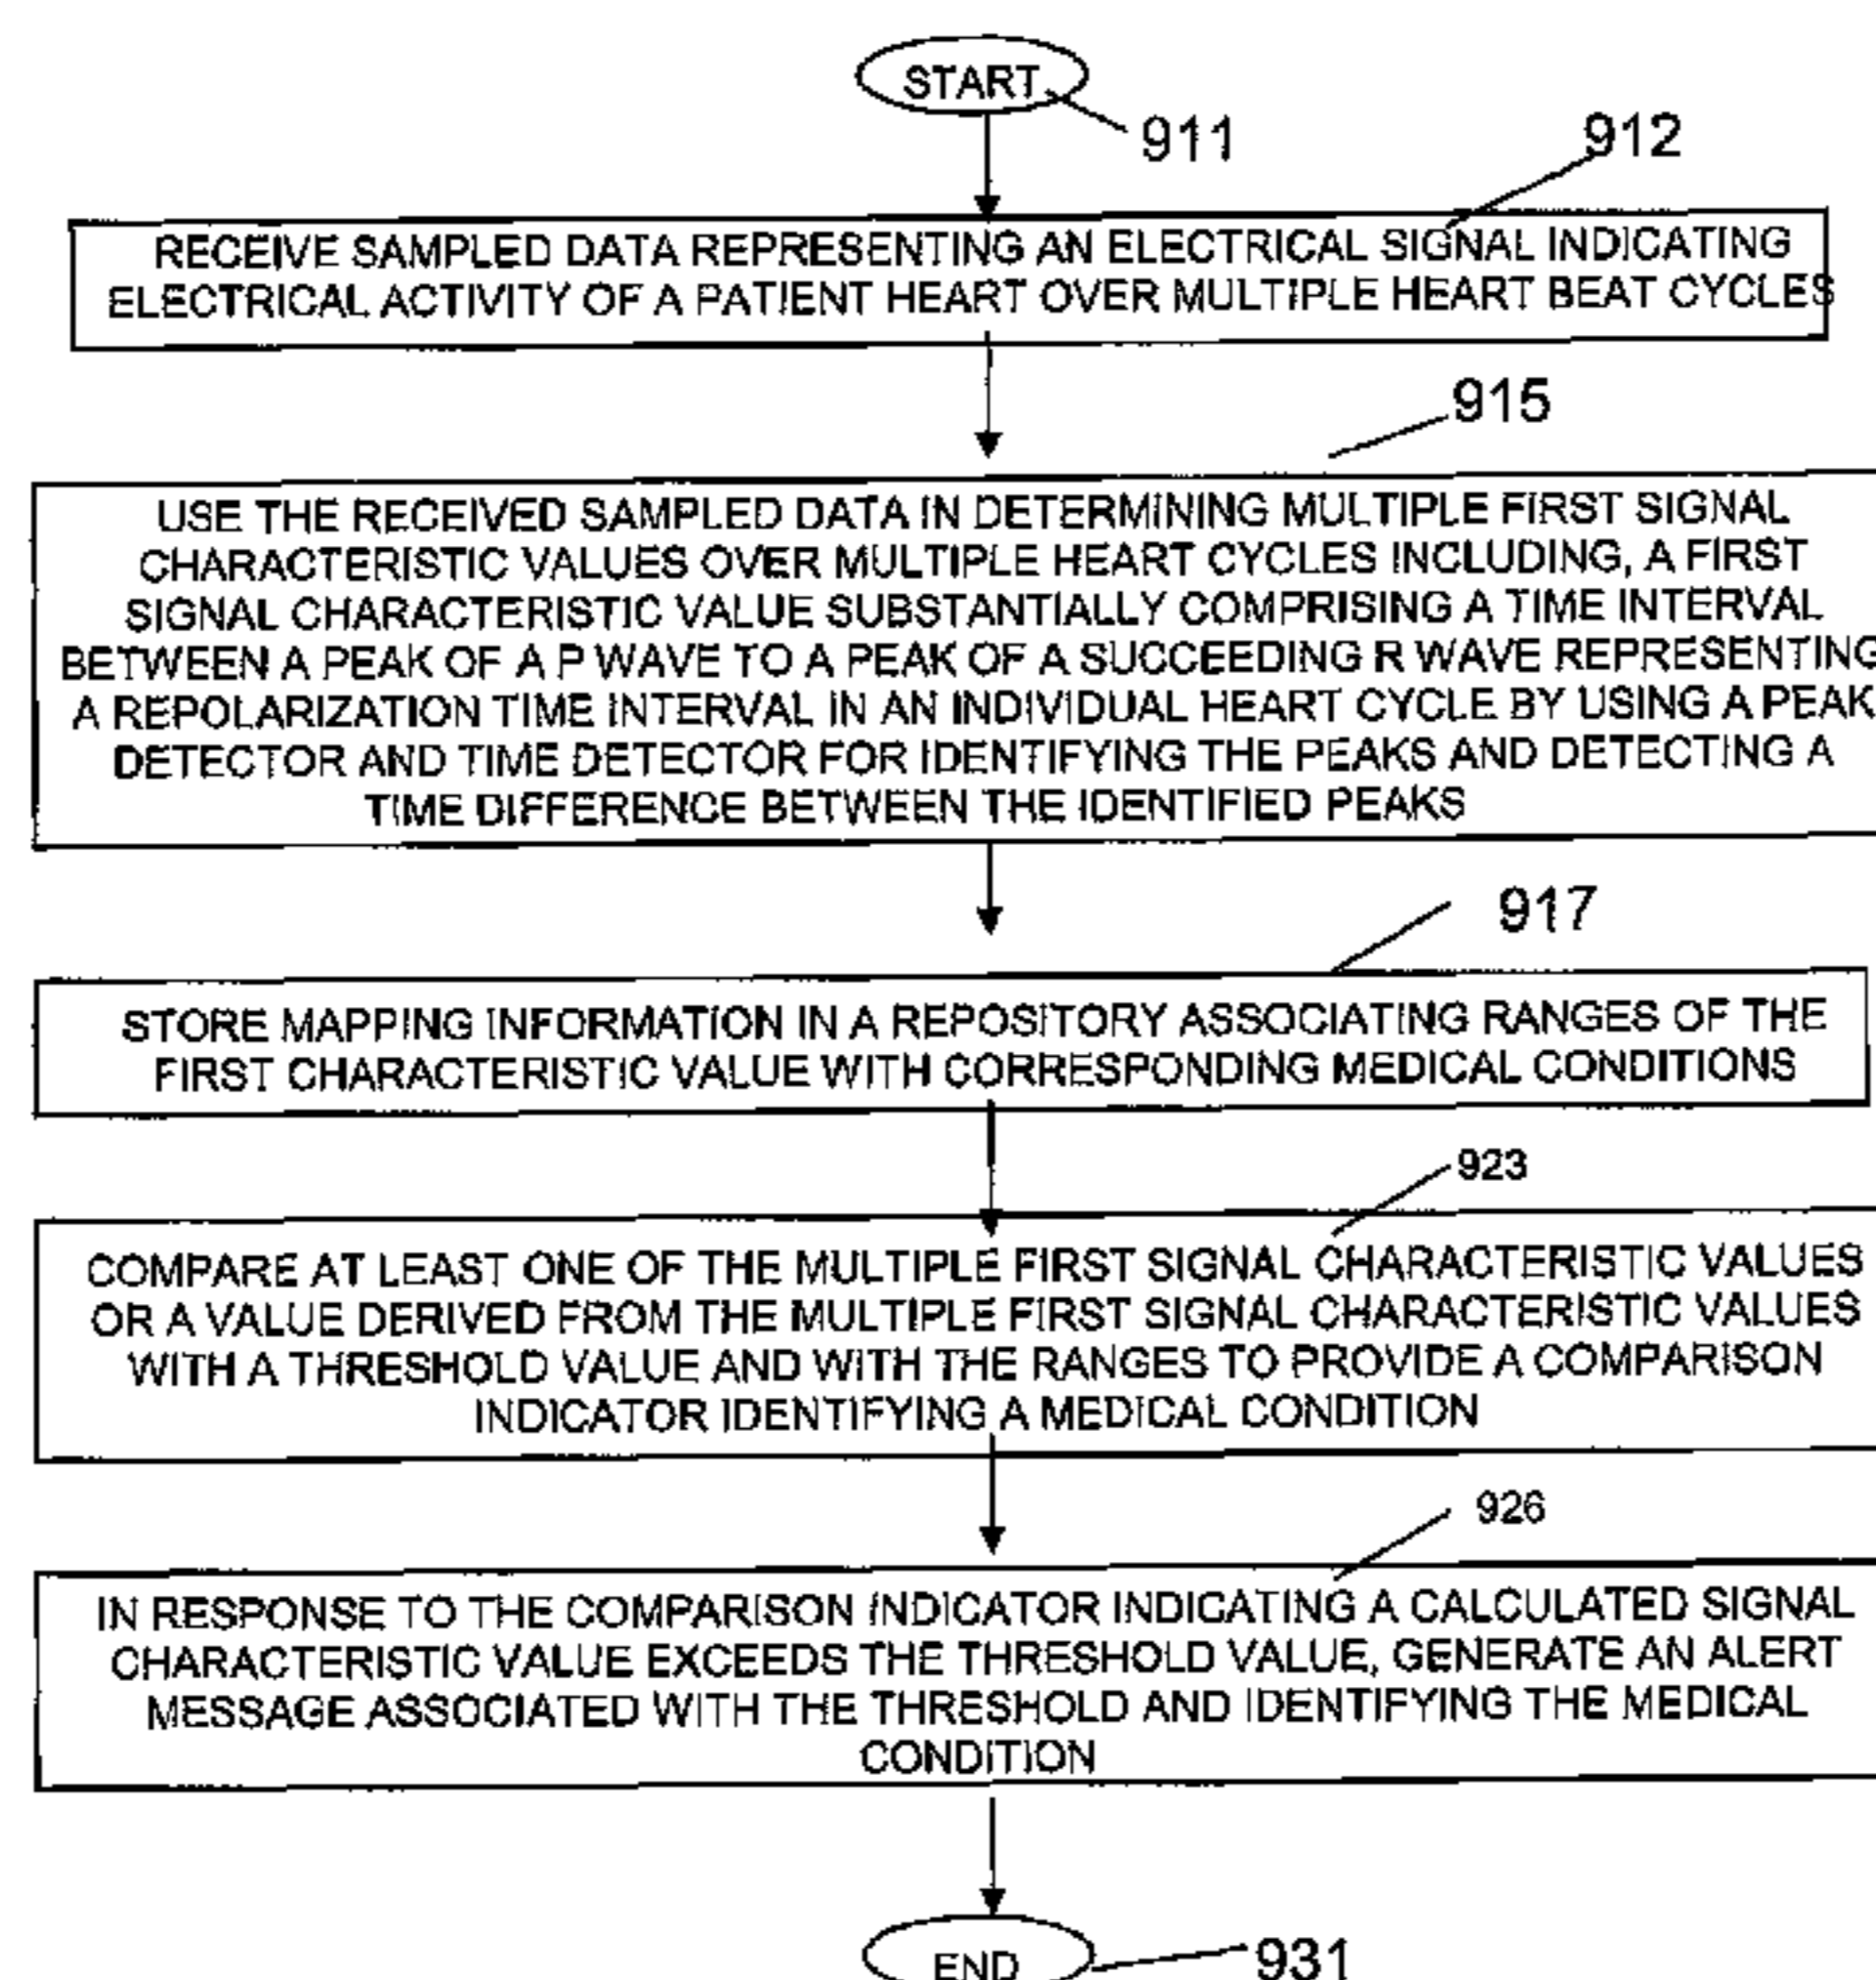 START
911
912
RECEIVE SAMPLED DATA REPRESENTING AN ELECTRICAL SIGNAL INDICATING
ELECTRICAL ACTIVITY OF A PATIENT HEART OVER MULTIPLE HEART BEAT CYCLES
915
USE THE RECEIVED SAMPLED DATA IN DETERMINING MULTIPLE FIRST SIGNAL
CHARACTERISTIC VALUES OVER MULTIPLE HEART CYCLES INCLUDING, A FIRST
SIGNAL CHARACTERISTIC VALUE SUBSTANTIALLY COMPRISING A TIME INTERVAL
BETWEEN A PEAK OF A P WAVE TO A PEAK OF A SUCCEEDING R WAVE REPRESENTING
A REPOLARIZATION TIME INTERVAL IN AN INDIVIDUAL HEART CYCLE BY USING A PEAK
DETECTOR AND TIME DETECTOR FOR IDENTIFYING THE PEAKS AND DETECTING A
TIME DIFFERENCE BETWEEN THE IDENTIFIED PEAKS
917
STORE MAPPING INFORMATION IN A REPOSITORY ASSOCIATING RANGES OF THE
FIRST CHARACTERISTIC VALUE WITH CORRESPONDING MEDICAL CONDITIONS
923
COMPARE AT LEAST ONE OF THE MULTIPLE FIRST SIGNAL CHARACTERISTIC VALUES
OR A VALUE DERIVED FROM THE MULTIPLE FIRST SIGNAL CHARACTERISTIC VALUES
WITH A THRESHOLD VALUE AND WITH THE RANGES TO PROVIDE A COMPARISON
INDICATOR IDENTIFYING A MEDICAL CONDITION
926
IN RESPONSE TO THE COMPARISON INDICATOR INDICATING A CALCULATED SIGNAL
CHARACTERISTIC VALUE EXCEEDS THE THRESHOLD VALUE, GENERATE AN ALERT
MESSAGE ASSOCIATED WITH THE THRESHOLD AND IDENTIFYING THE MEDICAL
CONDITION
END
931